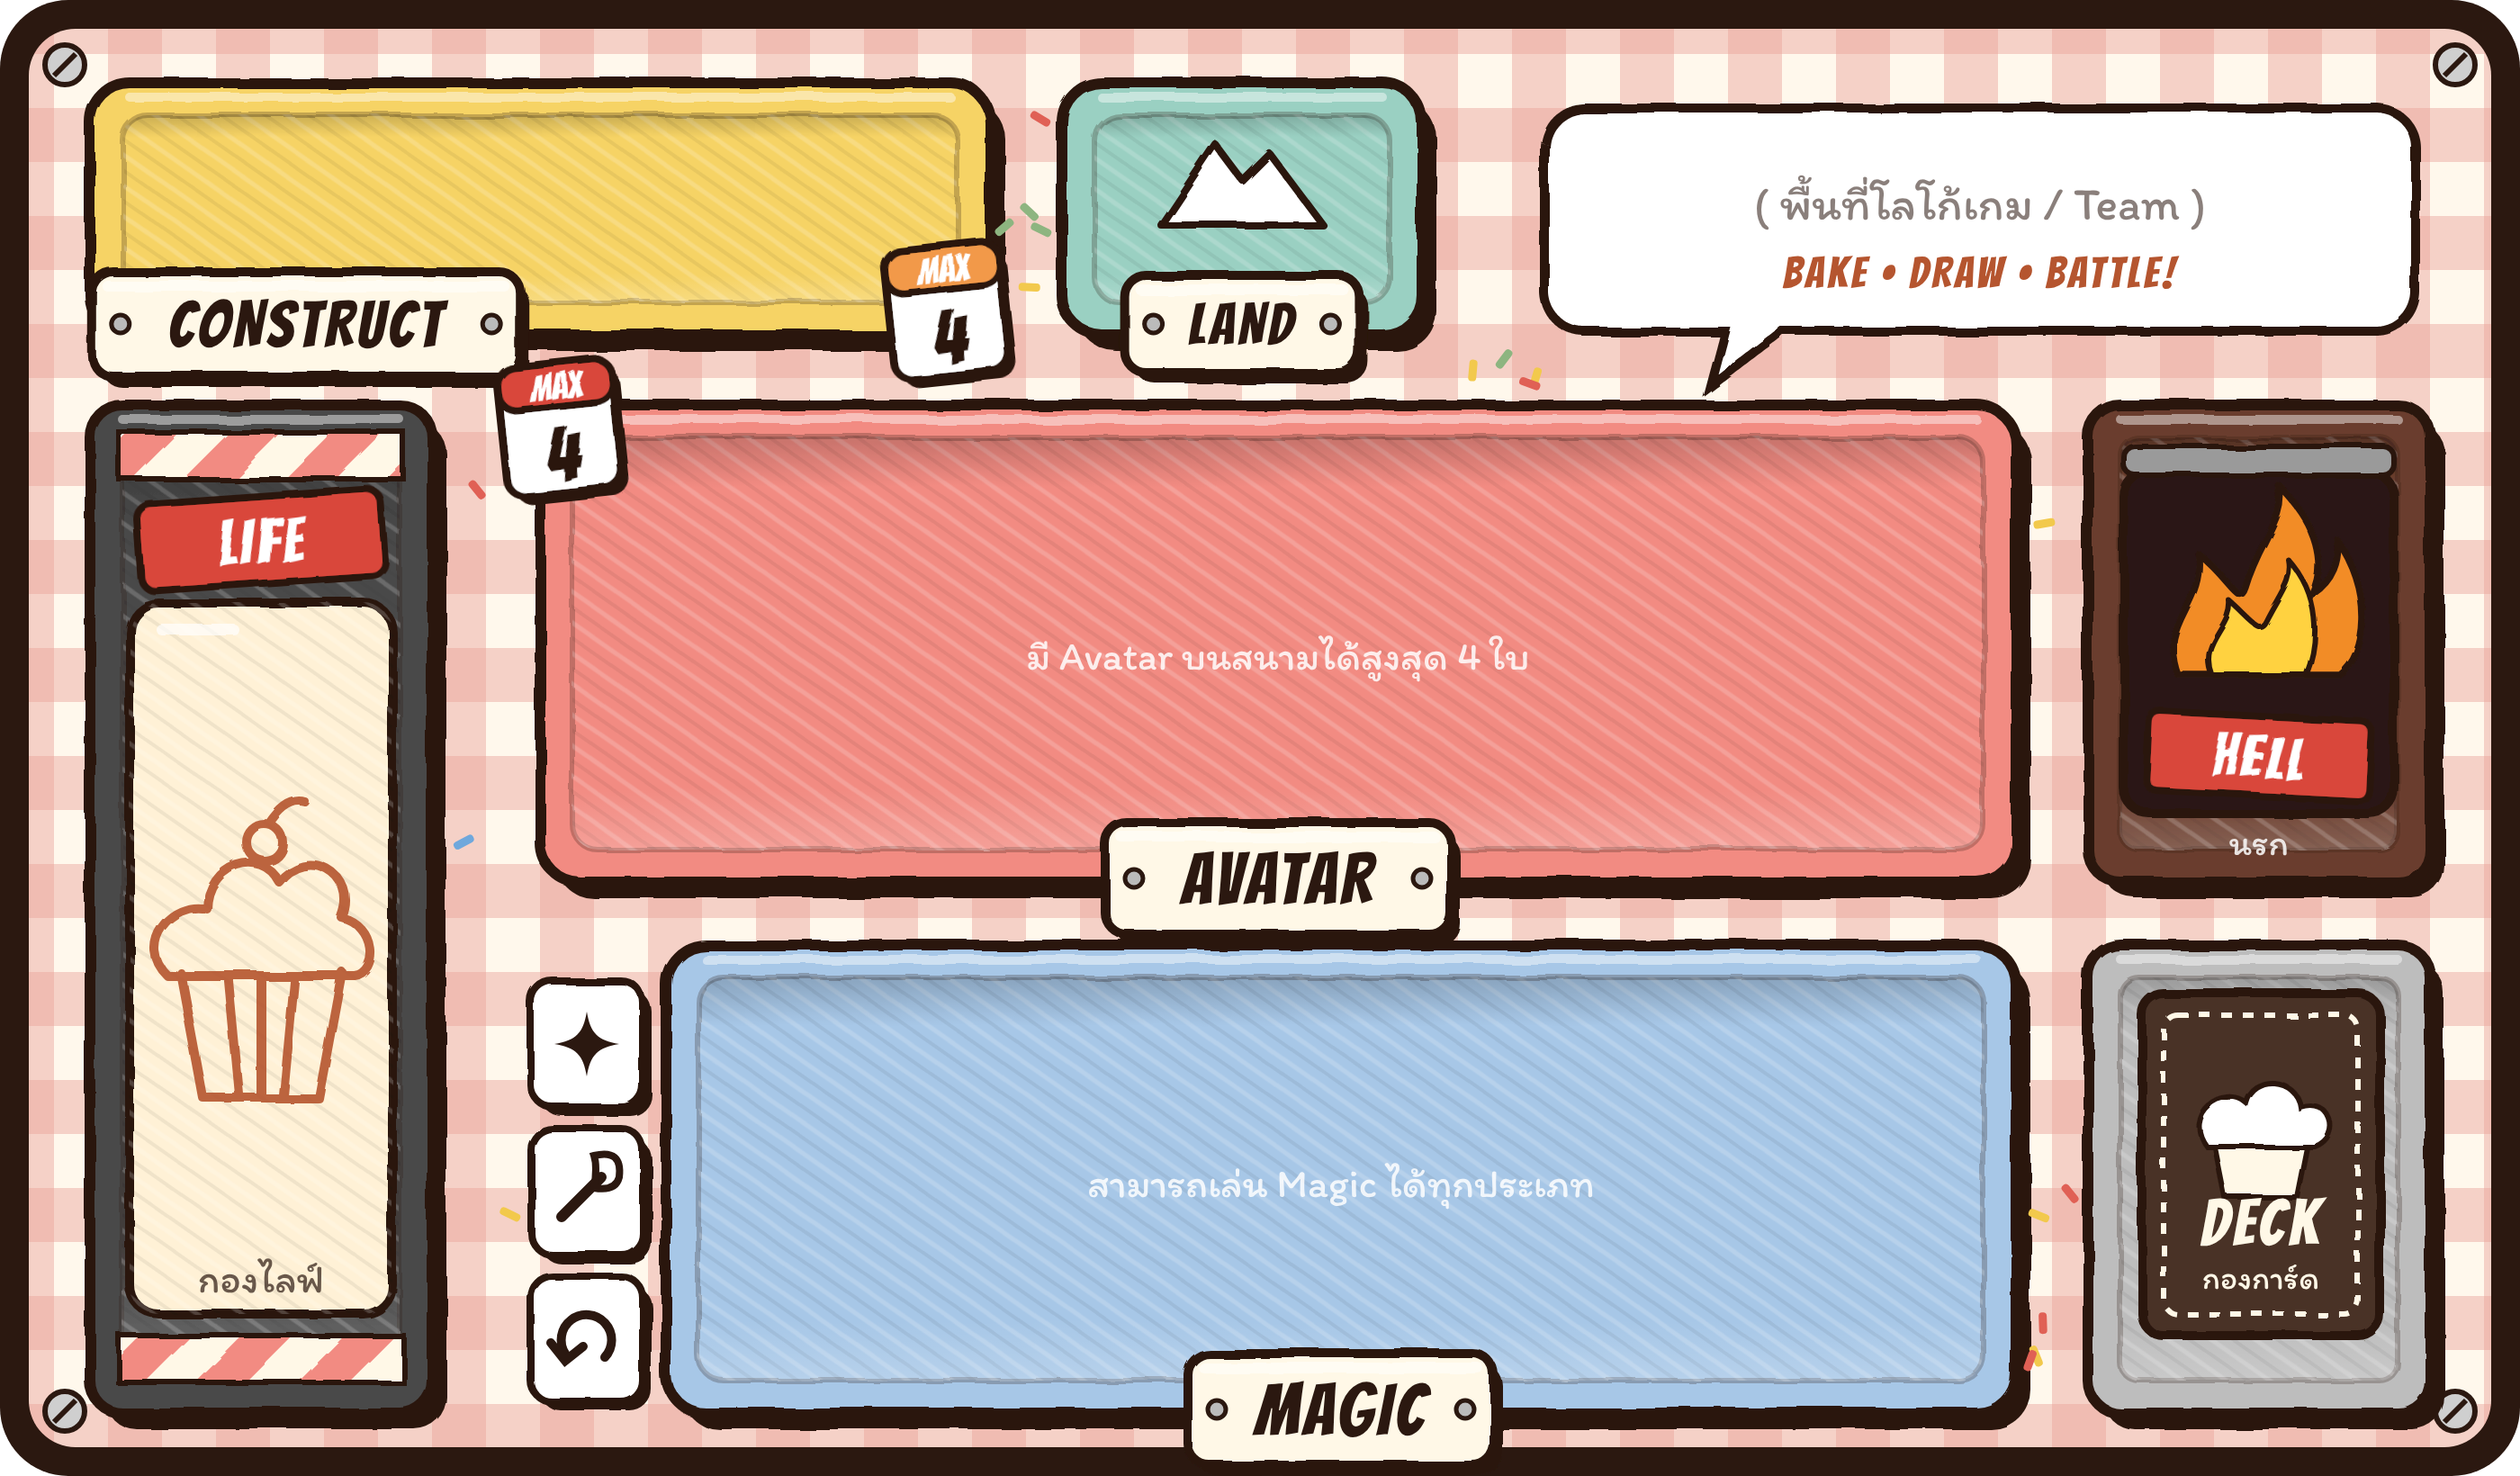 ( พื้นที่โลโก้เกม / Team )
BAKE • DRAW • BATTLE!
MAX
4
CONSTRUCT
LAND
MAX
4
LIFE
มี Avatar บนสนามได้สูงสุด 4 ใบ
HELL
นรก
AVATAR
สามารถเล่น Magic ได้ทุกประเภท
DECK
กองไลฟ์
กองการ์ด
MAGIC